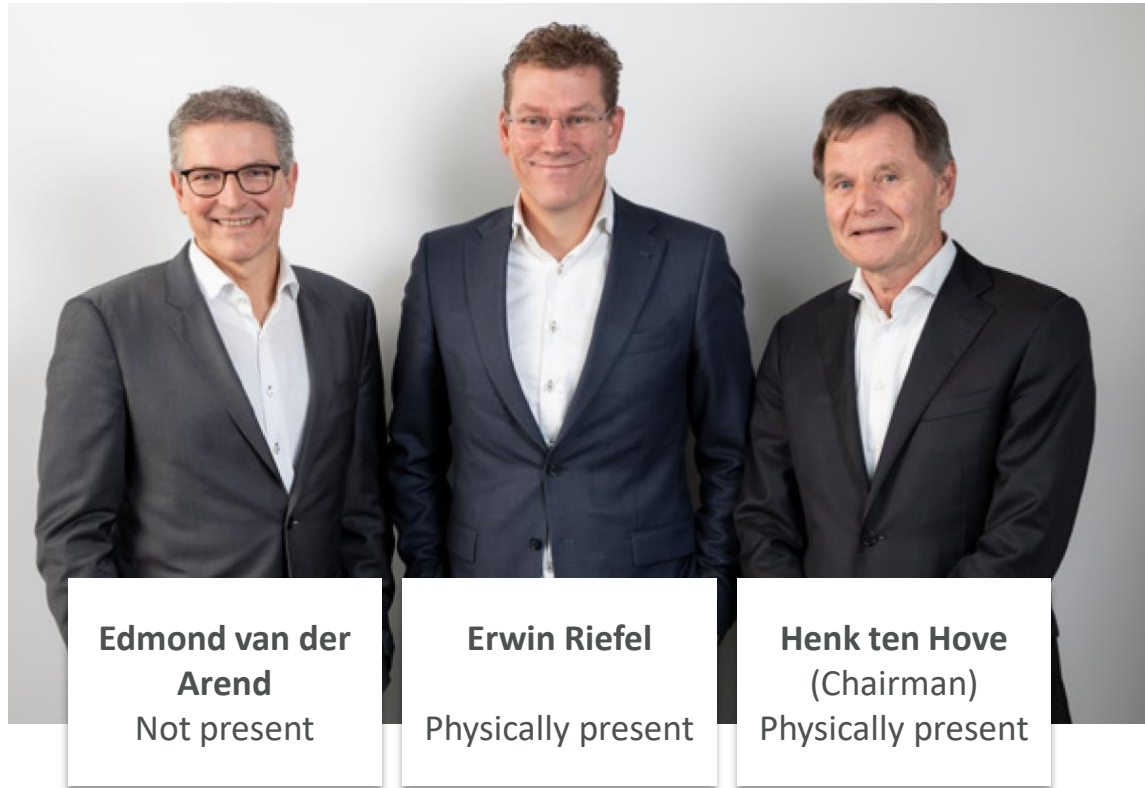 Edmond van der
Arend
Not present
Erwin Riefel
Physically present
Henk ten Hove
(Chairman)
Physically present